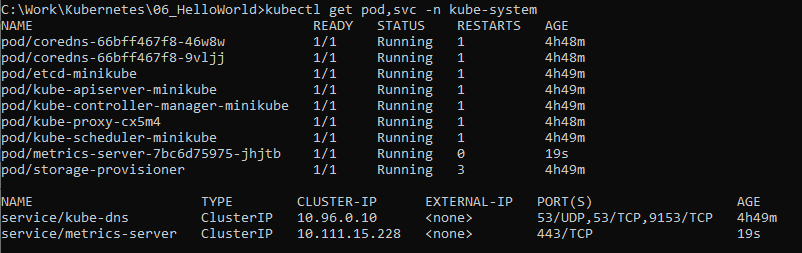 C:\Work\Kubernetes\06_HelloWorld>kubectl get pod,svc -n kube-system
NAME READY STATUS RESTARTS AGE
pod/coredns-66bff467f8-46w8w 1/1 Running 1 4h48m
pod/coredns-66bff467f8-9vljj 1/1 Running 1 4h48m
pod/etcd-minikube 1/1 Running 1 4h49m
pod/kube-apiserver-minikube 1/1 Running 1 4h49m
pod/kube-controller-manager-minikube 1/1 Running 1 4h49m
pod/kube-proxy-cx5m4 1/1 Running 1 4h48m
pod/kube-scheduler-minikube 1/1 Running 1 4h49m
pod/metrics-server-7bc6d75975-jhjtb 1/1 Running 0 19s
pod/storage-provisioner 1/1 Running 3 4h49m
NAME TYPE CLUSTER-IP EXTERNAL-IP PORT(S) AGE
service/kube-dns ClusterIP 10.96.0.10 <none> 53/UDP,53/TCP,9153/TCP 4h49m
service/metrics-server ClusterIP 10.111.15.228 <none> 443/TCP 19s